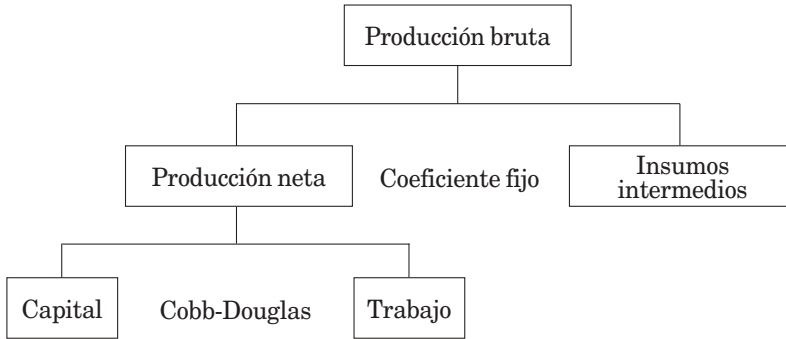 Producción bruta
Producción neta
Coeficiente fijo
Insumos
intermedios
Capital
Cobb-Douglas
Trabajo